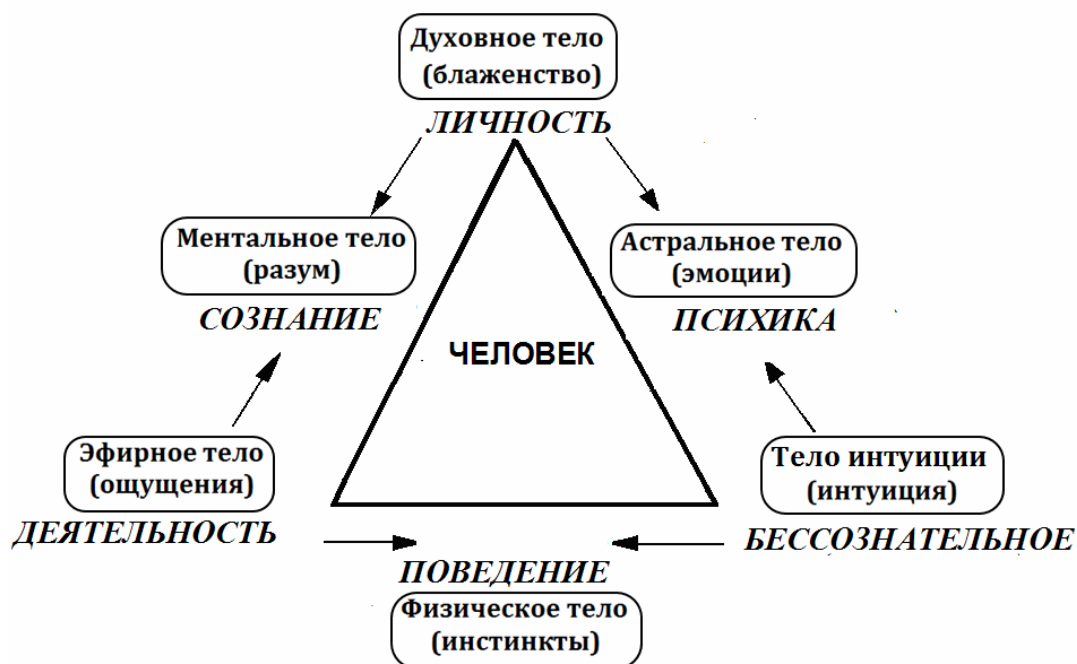 Духовное тело
(блаженство)
ЛИЧНОСТЬ
Ментальное тело
(разум)
СОЗНАНИЕ
Астральное тело
(эмоции)
ПСИХИКА
ЧЕЛОВЕК
Эфирное тело
(ощущения)
ДЕЯТЕЛЬНОСТЬ
Тело интуиции
(интуиция)
БЕССОЗНАТЕЛЬНОЕ
ПОВЕДЕНИЕ
Физическое тело
(инстинкты)